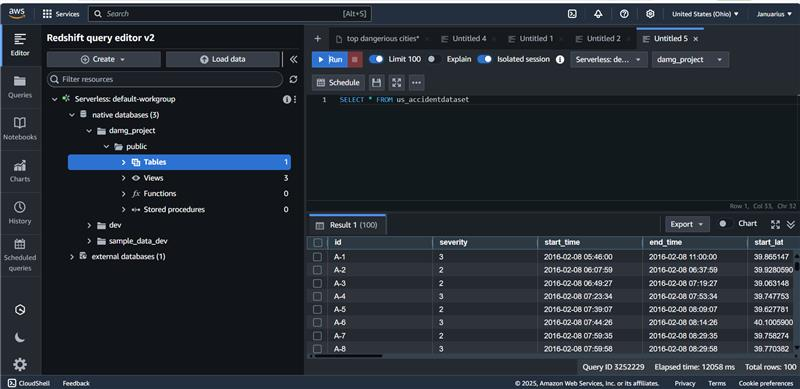 aws Services Search [Alt+S] United States (Ohio) Januarius
Editor
Queries
Notebooks
Charts
History
Scheduled queries
Redshift query editor v2
Create Load data
Filter resources
Serverless: default-workgroup
native databases (3)
damg_project
public
Tables 1
Views 3
fx Functions 0
Stored procedures 0
dev
sample_data_dev
external databases (1)
top dangerous cities* Untitled 4 Untitled 1 Untitled 2 Untitled 5
Run Limit 100 Explain Isolated session Serverless: de... damg_project
Schedule
1 SELECT * FROM us_accidentdataset
Row 1, Col 33, Chr 32
Result 1 (100) Export Chart
id severity start_time end_time start_lat
A-1 3 2016-02-08 05:46:00 2016-02-08 11:00:00 39.865147
A-2 2 2016-02-08 06:07:59 2016-02-08 06:37:59 39.9280590
A-3 2 2016-02-08 06:49:27 2016-02-08 07:19:27 39.063148
A-4 3 2016-02-08 07:23:34 2016-02-08 07:53:34 39.747753
A-5 2 2016-02-08 07:39:07 2016-02-08 08:09:07 39.627781
A-6 3 2016-02-08 07:44:26 2016-02-08 08:14:26 40.1005900
A-7 2 2016-02-08 07:59:35 2016-02-08 08:29:35 39.758274
A-8 3 2016-02-08 07:59:58 2016-02-08 08:29:58 39.770382
Query ID 3252229 Elapsed time: 12058 ms Total rows: 100
CloudShell Feedback © 2025, Amazon Web Services, Inc. or its affiliates. Privacy Terms Cookie preferences